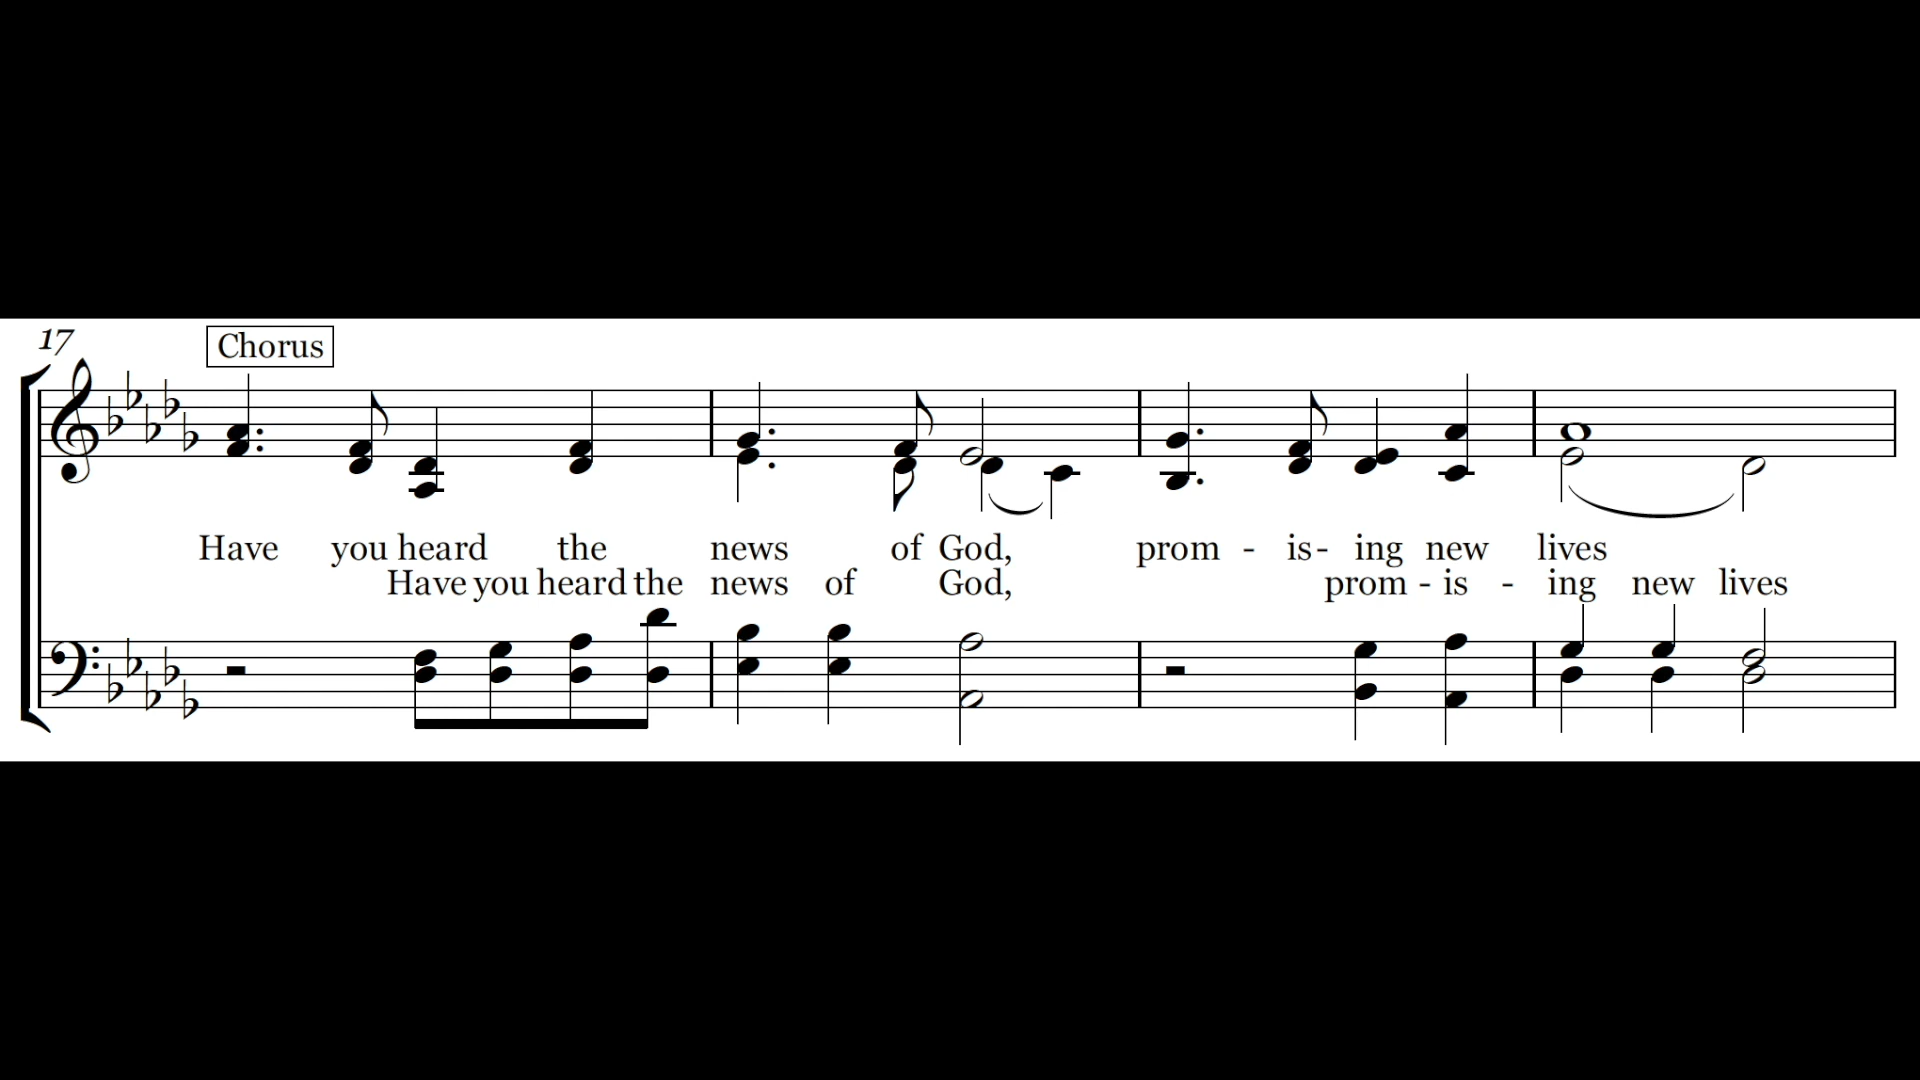 17
Chorus
Have you heard the news of God, prom - is - ing new lives
Have you heard the news of God, prom - is - ing new lives